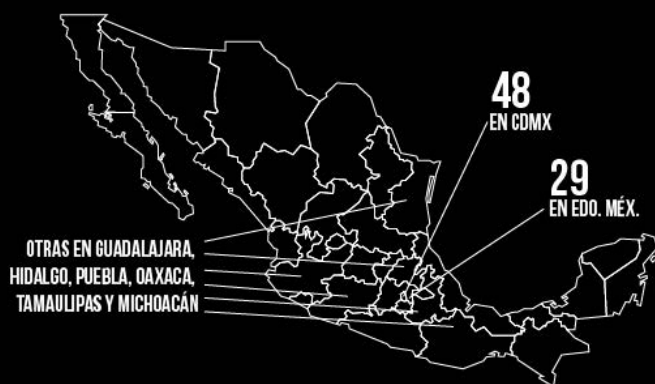 48
EN CDMX
29
EN EDO. MÉX.
OTRAS EN GUADALAJARA,
HIDALGO, PUEBLA, OAXACA,
TAMAULIPAS Y MICHOACÁN